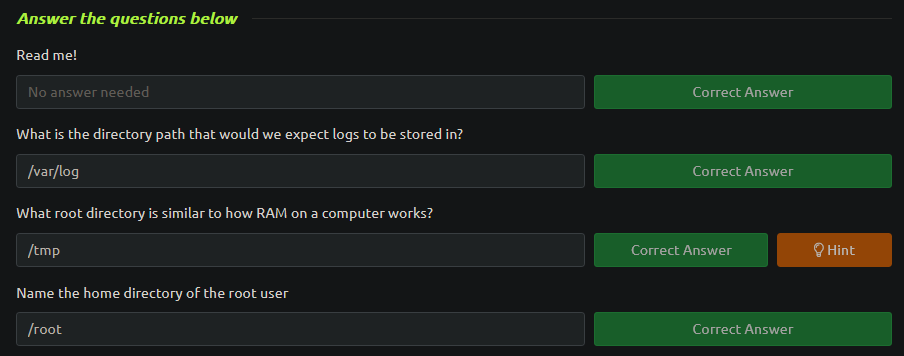 Answer the questions below
Read me!
No answer needed
Correct Answer
What is the directory path that would we expect logs to be stored in?
/var/log
Correct Answer
What root directory is similar to how RAM on a computer works?
/tmp
Correct Answer
Hint
Name the home directory of the root user
/root
Correct Answer